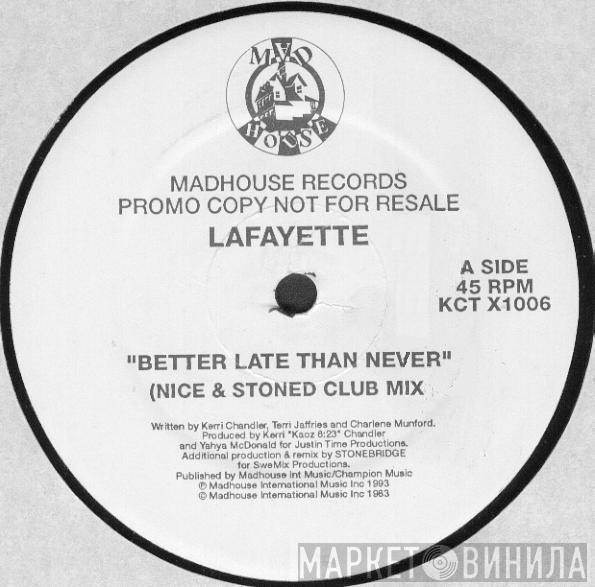 MAD
HOUSE
MADHOUSE RECORDS
PROMO COPY NOT FOR RESALE
LAFAYETTE
A SIDE
45 RPM
KCT X1006
"BETTER LATE THAN NEVER"
(NICE & STONED CLUB MIX
Written by Kerri Chandler, Terri Jaffries and Charlene Munford.
Produced by Kerri "Kaoz 6:23" Chandler
and Yahya McDonald for Justin Time Productions.
Additional production & remix by STONEBRIDGE
for SweMix Productions.
Published by Madhouse Int Music/Champion Music
℗ Madhouse International Music Inc 1993
© Madhouse International Music Inc 1963
МАРКЕТ ВИНИЛА